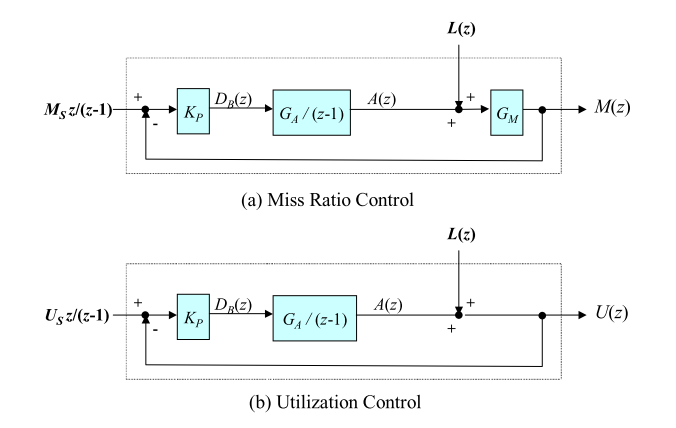 L(z)
M_S z/(z-1)
+
-
K_P
D_B(z)
G_A / (z-1)
A(z)
+
+
G_M
M(z)
(a) Miss Ratio Control
L(z)
U_S z/(z-1)
+
-
K_P
D_B(z)
G_A / (z-1)
A(z)
+
+
U(z)
(b) Utilization Control